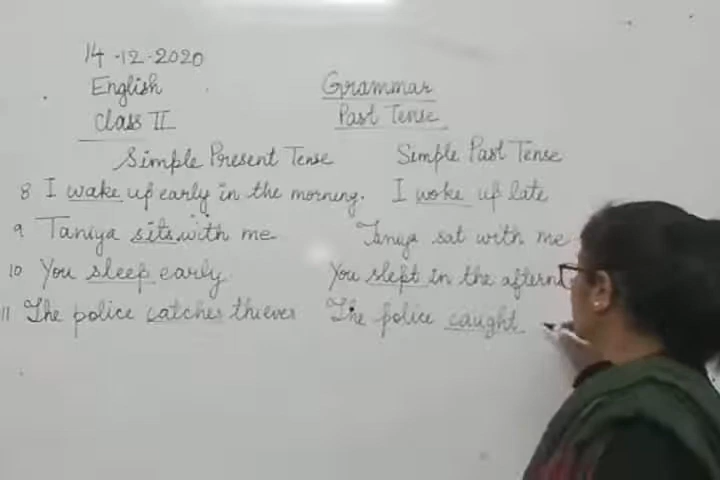 14-12-2020
English
Grammar
Class II
Past Tense
Simple Present Tense Simple Past Tense
8 I wake up early in the morning. I woke up late
9. Taniya sits with me Taniya sat with me
10 You sleep early You slept in the aftern
11 The police catches thieves The police caught